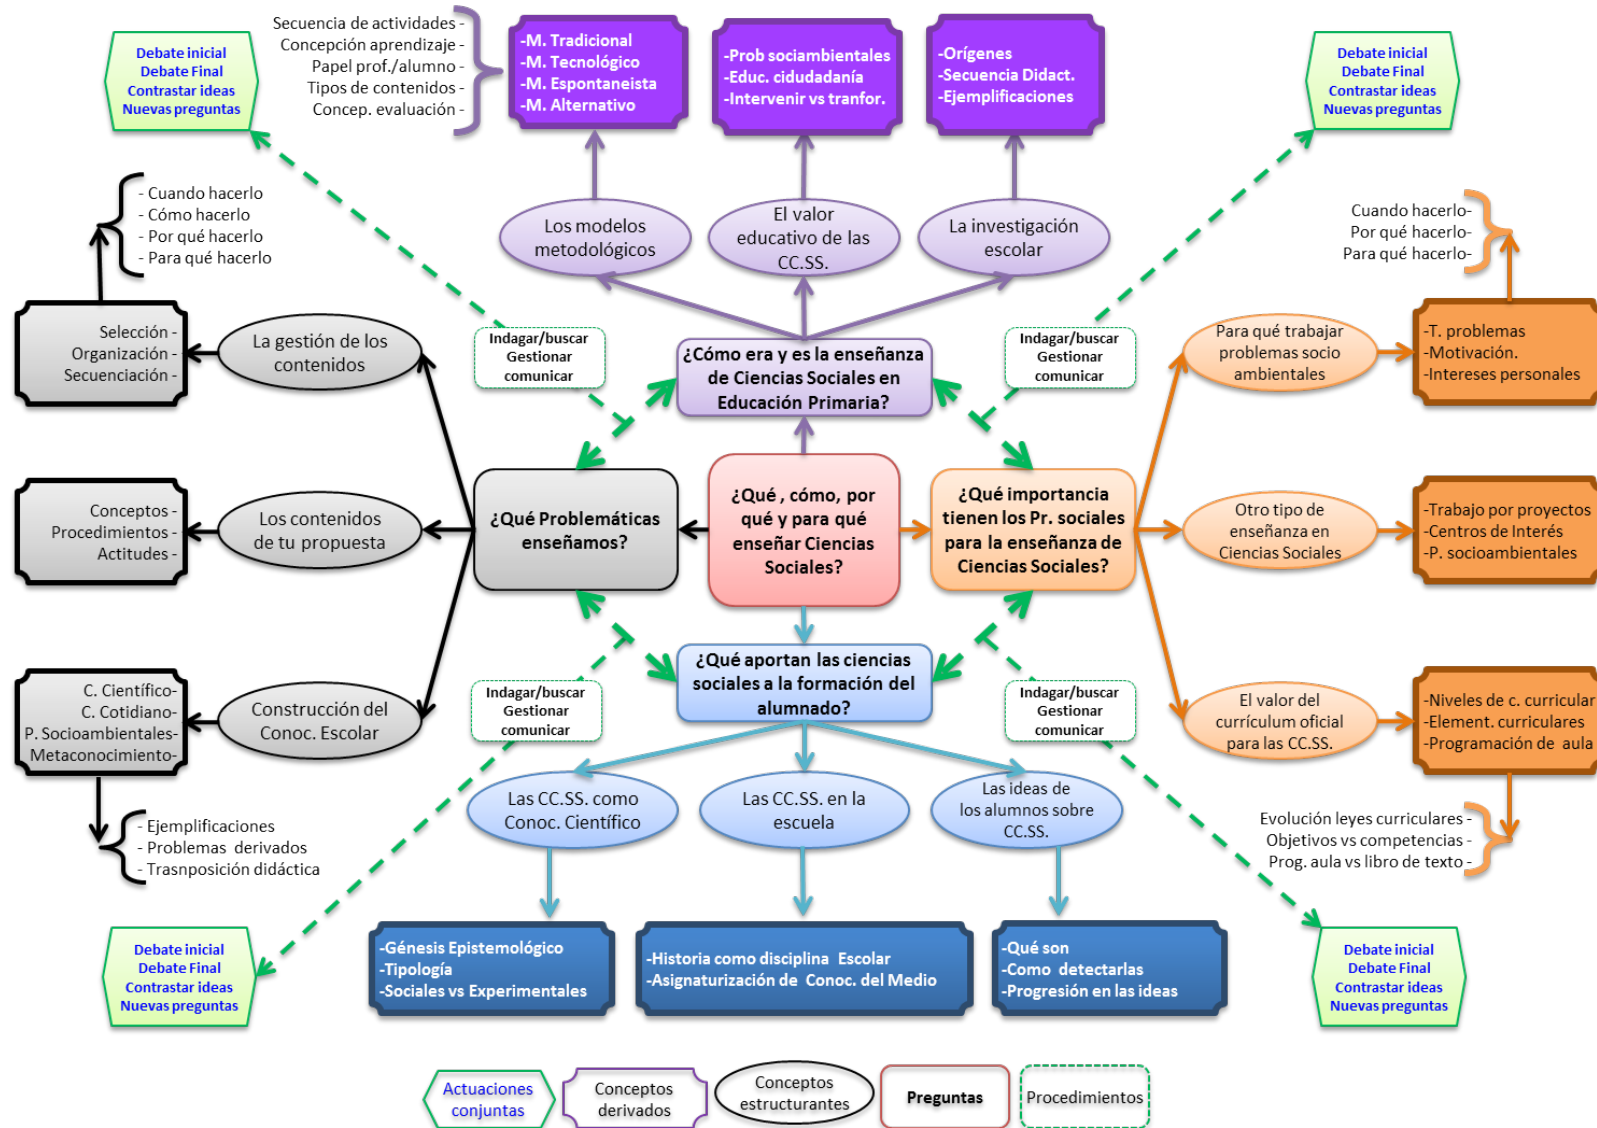 Secuencia de actividades -
Concepción aprendizaje -
Papel prof./alumno -
Tipos de contenidos -
Concep. evaluación -
-M. Tradicional
-M. Tecnológico
-M. Espontaneista
-M. Alternativo
-Prob sociambientales
-Educ. cidudadanía
-Intervenir vs tranfor.
-Orígenes
-Secuencia Didact.
-Ejemplificaciones
Debate inicial
Debate Final
Contrastar ideas
Nuevas preguntas
Debate inicial
Debate Final
Contrastar ideas
Nuevas preguntas
- Cuando hacerlo
- Cómo hacerlo
- Por qué hacerlo
- Para qué hacerlo
Los modelos
metodológicos
El valor
educativo de las
CC.SS.
La investigación
escolar
Cuando hacerlo-
Por qué hacerlo-
Para qué hacerlo-
Selección -
Organización -
Secuenciación -
La gestión de los
contenidos
Indagar/buscar
Gestionar
comunicar
¿Cómo era y es la enseñanza
de Ciencias Sociales en
Educación Primaria?
Indagar/buscar
Gestionar
comunicar
Para qué trabajar
problemas socio
ambientales
-T. problemas
-Motivación.
-Intereses personales
Conceptos -
Procedimientos -
Actitudes -
Los contenidos
de tu propuesta
¿Qué Problemáticas
enseñamos?
¿Qué , cómo, por
qué y para qué
enseñar Ciencias
Sociales?
¿Qué importancia
tienen los Pr. sociales
para la enseñanza de
Ciencias Sociales?
Otro tipo de
enseñanza en
Ciencias Sociales
-Trabajo por proyectos
-Centros de Interés
-P. socioambientales
C. Científico-
C. Cotidiano-
P. Socioambientales-
Metaconocimiento-
Construcción del
Conoc. Escolar
Indagar/buscar
Gestionar
comunicar
¿Qué aportan las ciencias
sociales a la formación del
alumnado?
Indagar/buscar
Gestionar
comunicar
El valor del
currículum oficial
para las CC.SS.
-Niveles de c. curricular
-Element. curriculares
-Programación de  aula
- Ejemplificaciones
- Problemas  derivados
- Trasnposición didáctica
Las CC.SS. como
Conoc. Científico
Las CC.SS. en la
escuela
Las ideas de
los alumnos sobre
CC.SS.
Evolución leyes curriculares -
Objetivos vs competencias -
Prog. aula vs libro de texto -
Debate inicial
Debate Final
Contrastar ideas
Nuevas preguntas
-Génesis Epistemológico
-Tipología
-Sociales vs Experimentales
-Historia como disciplina  Escolar
-Asignaturización de  Conoc. del Medio
-Qué son
-Como  detectarlas
-Progresión en las ideas
Debate inicial
Debate Final
Contrastar ideas
Nuevas preguntas
Actuaciones
conjuntas
Conceptos
derivados
Conceptos
estructurantes
Preguntas
Procedimientos